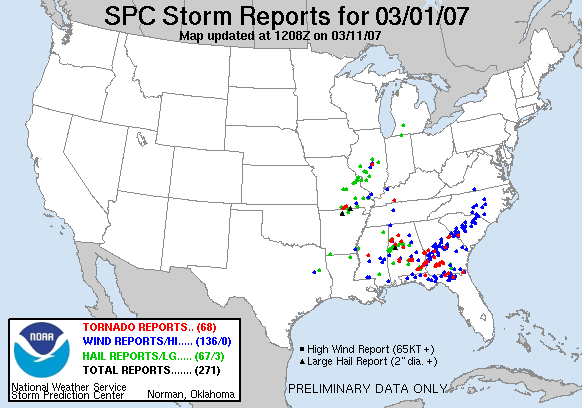 SPC Storm Reports for 03/01/07
Map updated at 1208Z on 03/11/07
NOAA
TORNADO REPORTS.. (68)
WIND REPORTS/HI..... (136/0)
HAIL REPORTS/LG..... (67/3)
TOTAL REPORTS....... (271)
National Weather Service
Storm Prediction Center Norman, Oklahoma
High Wind Report (65KT +)
Large Hail Report (2" dia. +)
PRELIMINARY DATA ONLY